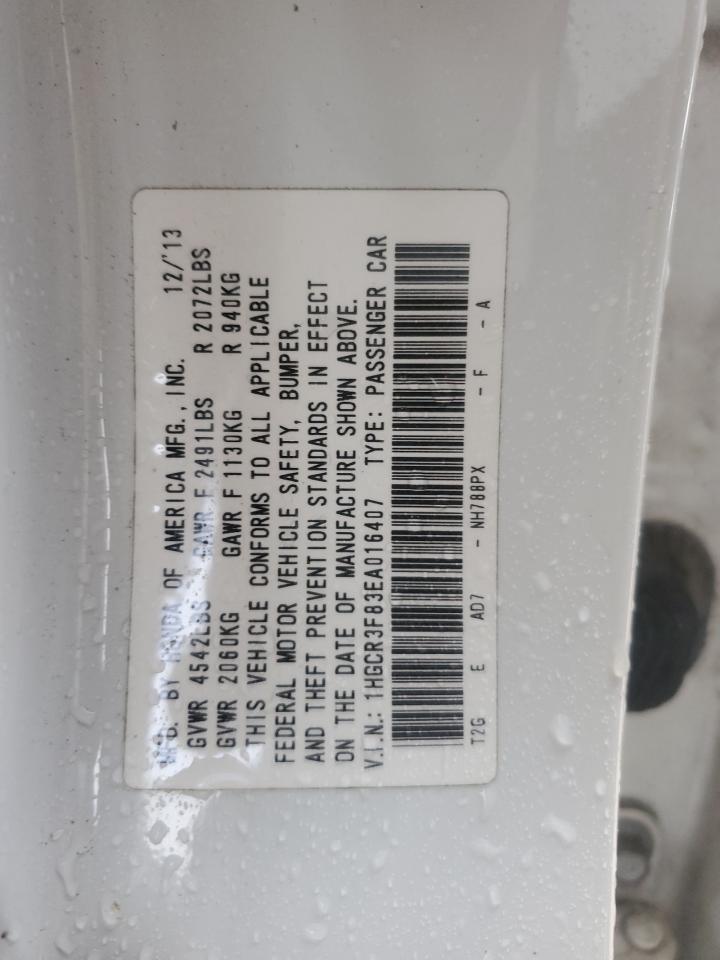 MFD. BY HONDA OF AMERICA MFG., INC. 12/'13
GVWR 4542LBS GAWR F 2491LBS R 2072LBS
GVWR 2060KG GAWR F 1130KG R 940KG
THIS VEHICLE CONFORMS TO ALL APPLICABLE
FEDERAL MOTOR VEHICLE SAFETY, BUMPER,
AND THEFT PREVENTION STANDARDS IN EFFECT
ON THE DATE OF MANUFACTURE SHOWN ABOVE.
V.I.N.: 1HGCR3F83EA016407 TYPE: PASSENGER CAR
T2G E AD7 - NH788PX - F - A